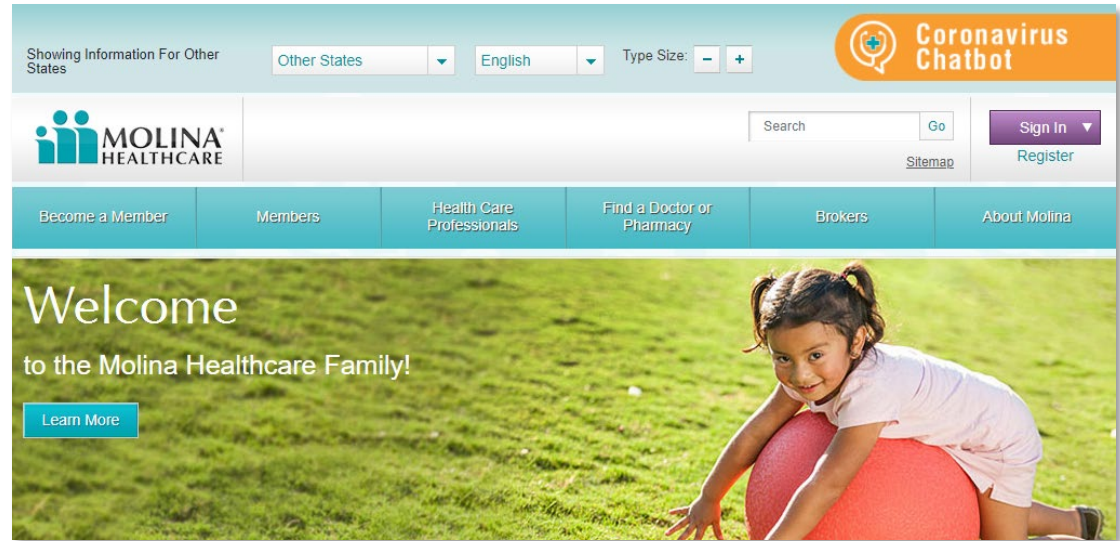 Showing Information For Other
States
Other States
English
Type Size: - +
Coronavirus
Chatbot
MOLINA®
HEALTHCARE
Search
Go
Sitemap
Sign In ▼
Register
Become a Member
Members
Health Care
Professionals
Find a Doctor or
Pharmacy
Brokers
About Molina
Welcome
to the Molina Healthcare Family!
Learn More